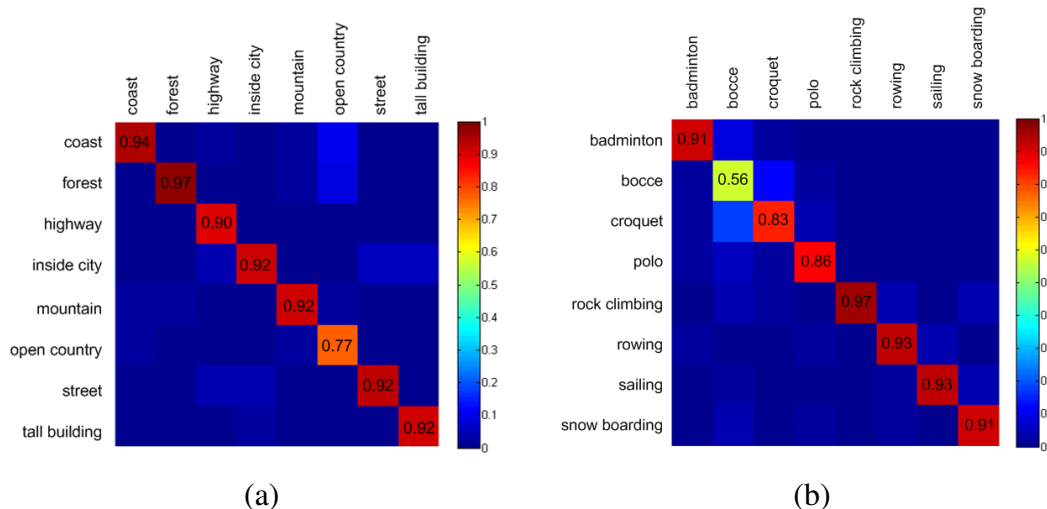 coast
forest
highway
inside city
mountain
open country
street
tall building
coast 0.94
forest 0.97
highway 0.90
inside city 0.92
mountain 0.92
open country 0.77
street 0.92
tall building 0.92
1
0.9
0.8
0.7
0.6
0.5
0.4
0.3
0.2
0.1
0
(a)
badminton
bocce
croquet
polo
rock climbing
rowing
sailing
snow boarding
badminton 0.91
bocce 0.56
croquet 0.83
polo 0.86
rock climbing 0.97
rowing 0.93
sailing 0.93
snow boarding 0.91
1
0
(b)